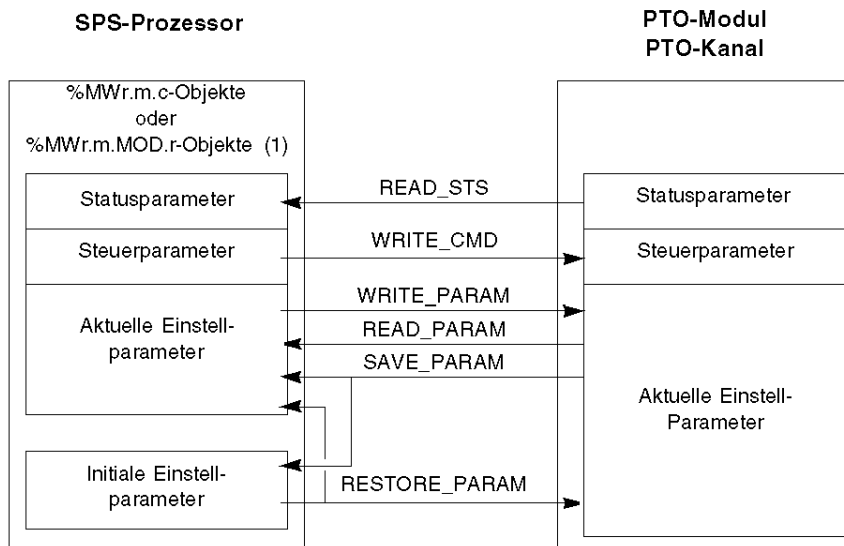 SPS-Prozessor
PTO-Modul
PTO-Kanal
%MWr.m.c-Objekte
oder
%MWr.m.MOD.r-Objekte (1)
Statusparameter
READ_STS
Statusparameter
Steuerparameter
WRITE_CMD
Steuerparameter
Aktuelle Einstell-
parameter
WRITE_PARAM
READ_PARAM
SAVE_PARAM
Aktuelle Einstell-
Parameter
Initiale Einstell-
parameter
RESTORE_PARAM